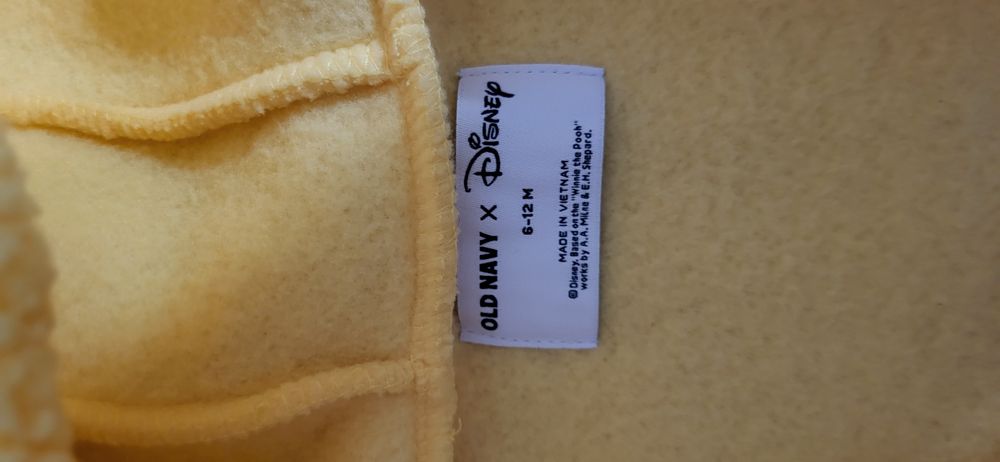 OLD NAVY X Disney
6-12 M
MADE IN VIETNAM
©Disney. Based on the "Winnie the Pooh"
works by A.A. Milne & E.H. Shepard.